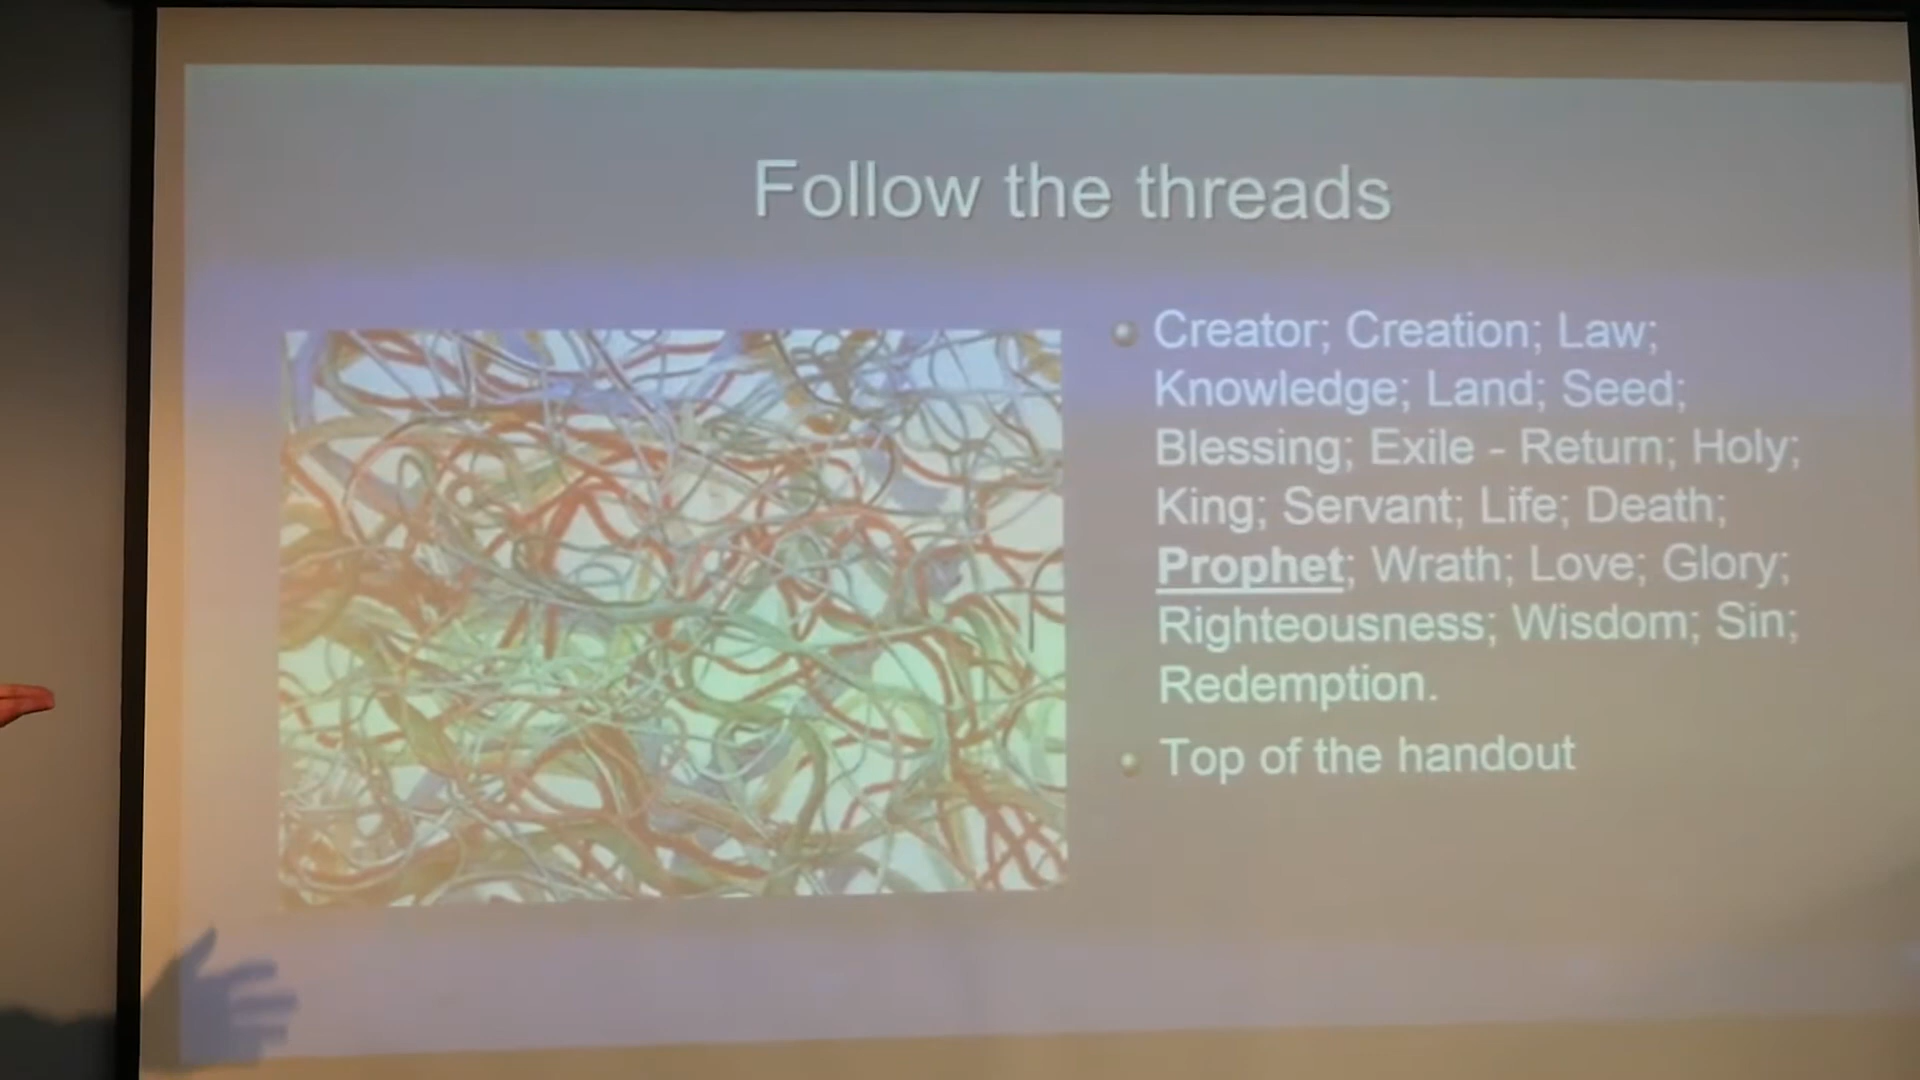 Follow the threads
Creator; Creation; Law;
Knowledge; Land; Seed;
Blessing; Exile - Return; Holy;
King; Servant; Life; Death;
Prophet; Wrath; Love; Glory;
Righteousness; Wisdom; Sin;
Redemption.
Top of the handout